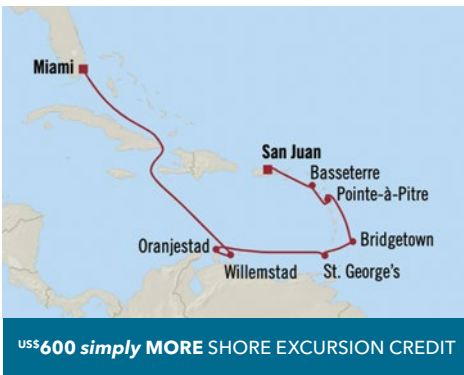 Miami
San Juan
Basseterre
Pointe-à-Pitre
Bridgetown
Oranjestad
Willemstad
St. George's
US$600 simply MORE SHORE EXCURSION CREDIT